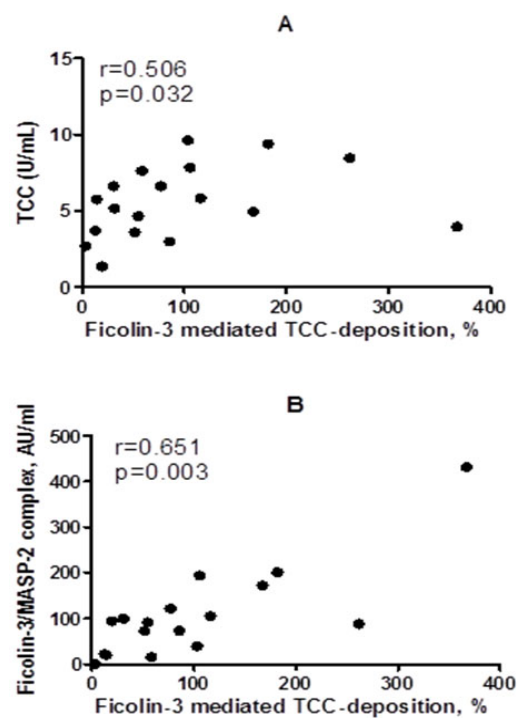 A
r=0.506
p=0.032
TCC (U/mL)
15
10
5
0
0 100 200 300 400
Ficolin-3 mediated TCC-deposition, %
B
r=0.651
p=0.003
Ficolin-3/MASP-2 complex, AU/ml
500
400
300
200
100
0
0 100 200 300 400
Ficolin-3 mediated TCC-deposition, %